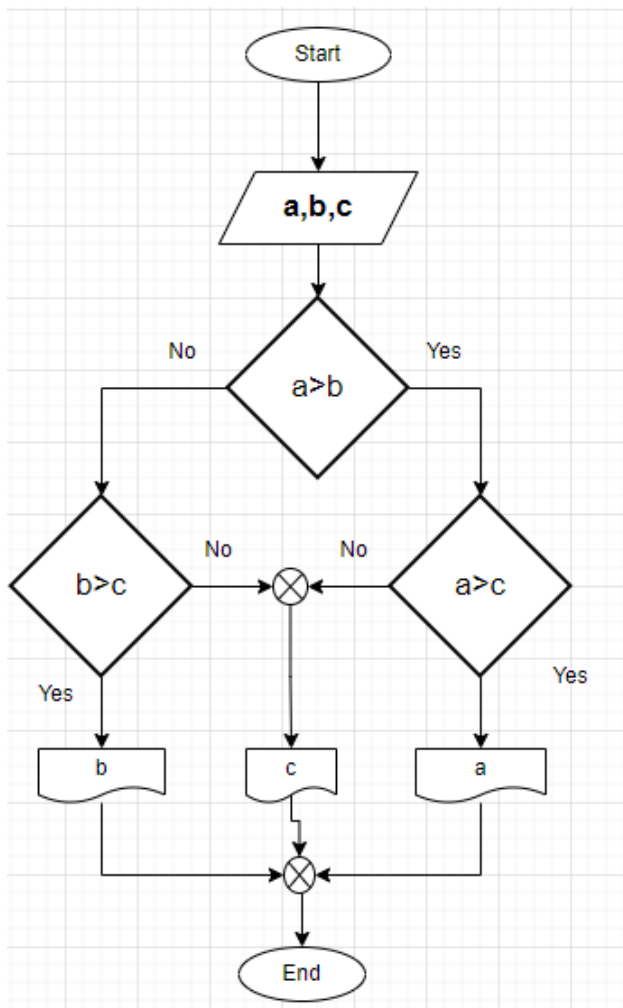 Start
a,b,c
No
Yes
a>b
No
No
b>c
a>c
Yes
Yes
b
c
a
End